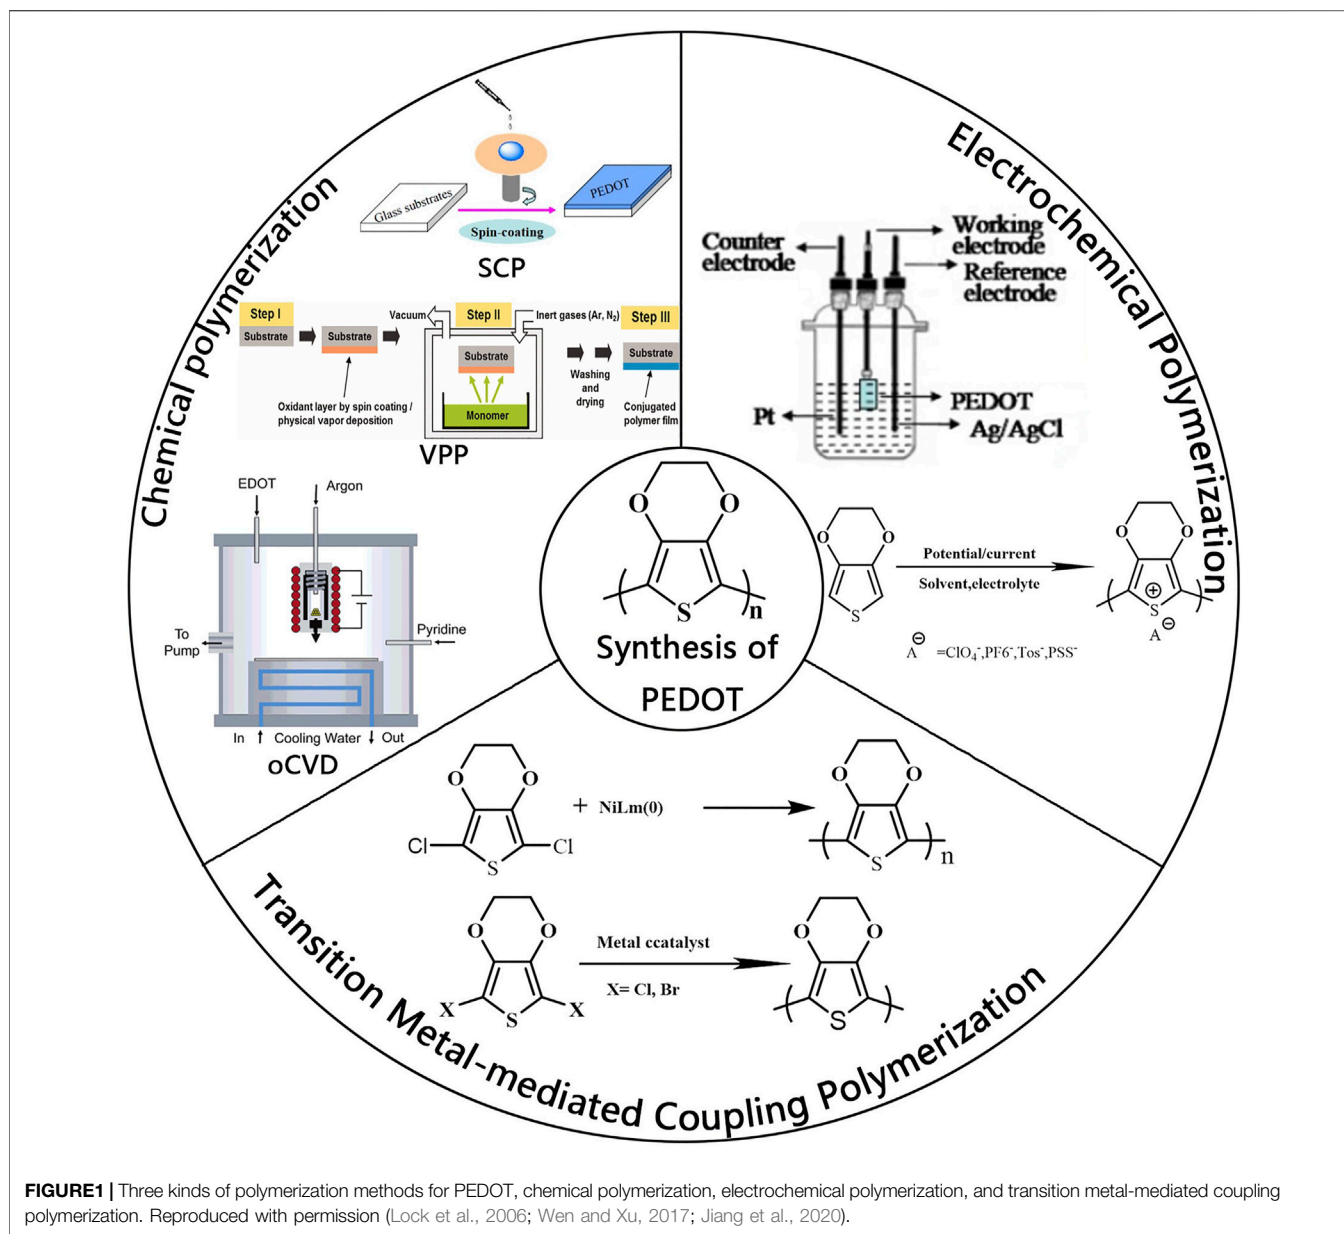 Chemical polymerization
Glass substrates
PEDOT
Spin-coating
SCP
Step I
Substrate
Substrate
Oxidant layer by spin coating /
physical vapor deposition
Vacuum
Step II
Inert gases (Ar, N₂)
Substrate
Monomer
Washing
and
drying
Step III
Substrate
Conjugated
polymer film
VPP
EDOT
Argon
To
Pump
Pyridine
In
Cooling Water
Out
oCVD
Electrochemical Polymerization
Counter
electrode
Working
electrode
Reference
electrode
Pt
PEDOT
Ag/AgCl
O
O
S
Potential/current
Solvent,electrolyte
O
O
S
⊕
n
A⊖
A⊖ =ClO₄⁻,PF6⁻,Tos⁻,PSS⁻
O
O
S
n
Synthesis of
PEDOT
O
O
Cl
Cl
S
+ NiLm(0)
O
O
S
n
O
O
X
X
S
Metal ccatalyst
X= Cl, Br
O
O
S
Transition Metal-mediated Coupling Polymerization
FIGURE1 | Three kinds of polymerization methods for PEDOT, chemical polymerization, electrochemical polymerization, and transition metal-mediated coupling
polymerization. Reproduced with permission (Lock et al., 2006; Wen and Xu, 2017; Jiang et al., 2020).